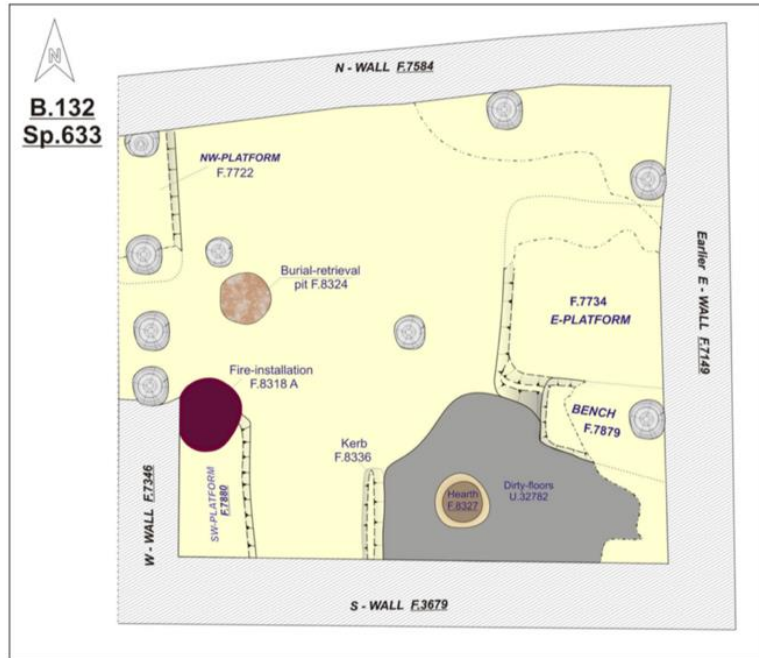 N
B.132
Sp.633
N - WALL F.7584
NW-PLATFORM
F.7722
Burial-retrieval
pit F.8324
Earlier E - WALL F.7149
F.7734
E-PLATFORM
Fire-installation
F.8318 A
BENCH
F.7879
Kerb
F.8336
W - WALL F.7346
SW-PLATFORM
F.7880
Hearth
F.8327
Dirty-floors
U.32782
S - WALL F.3679